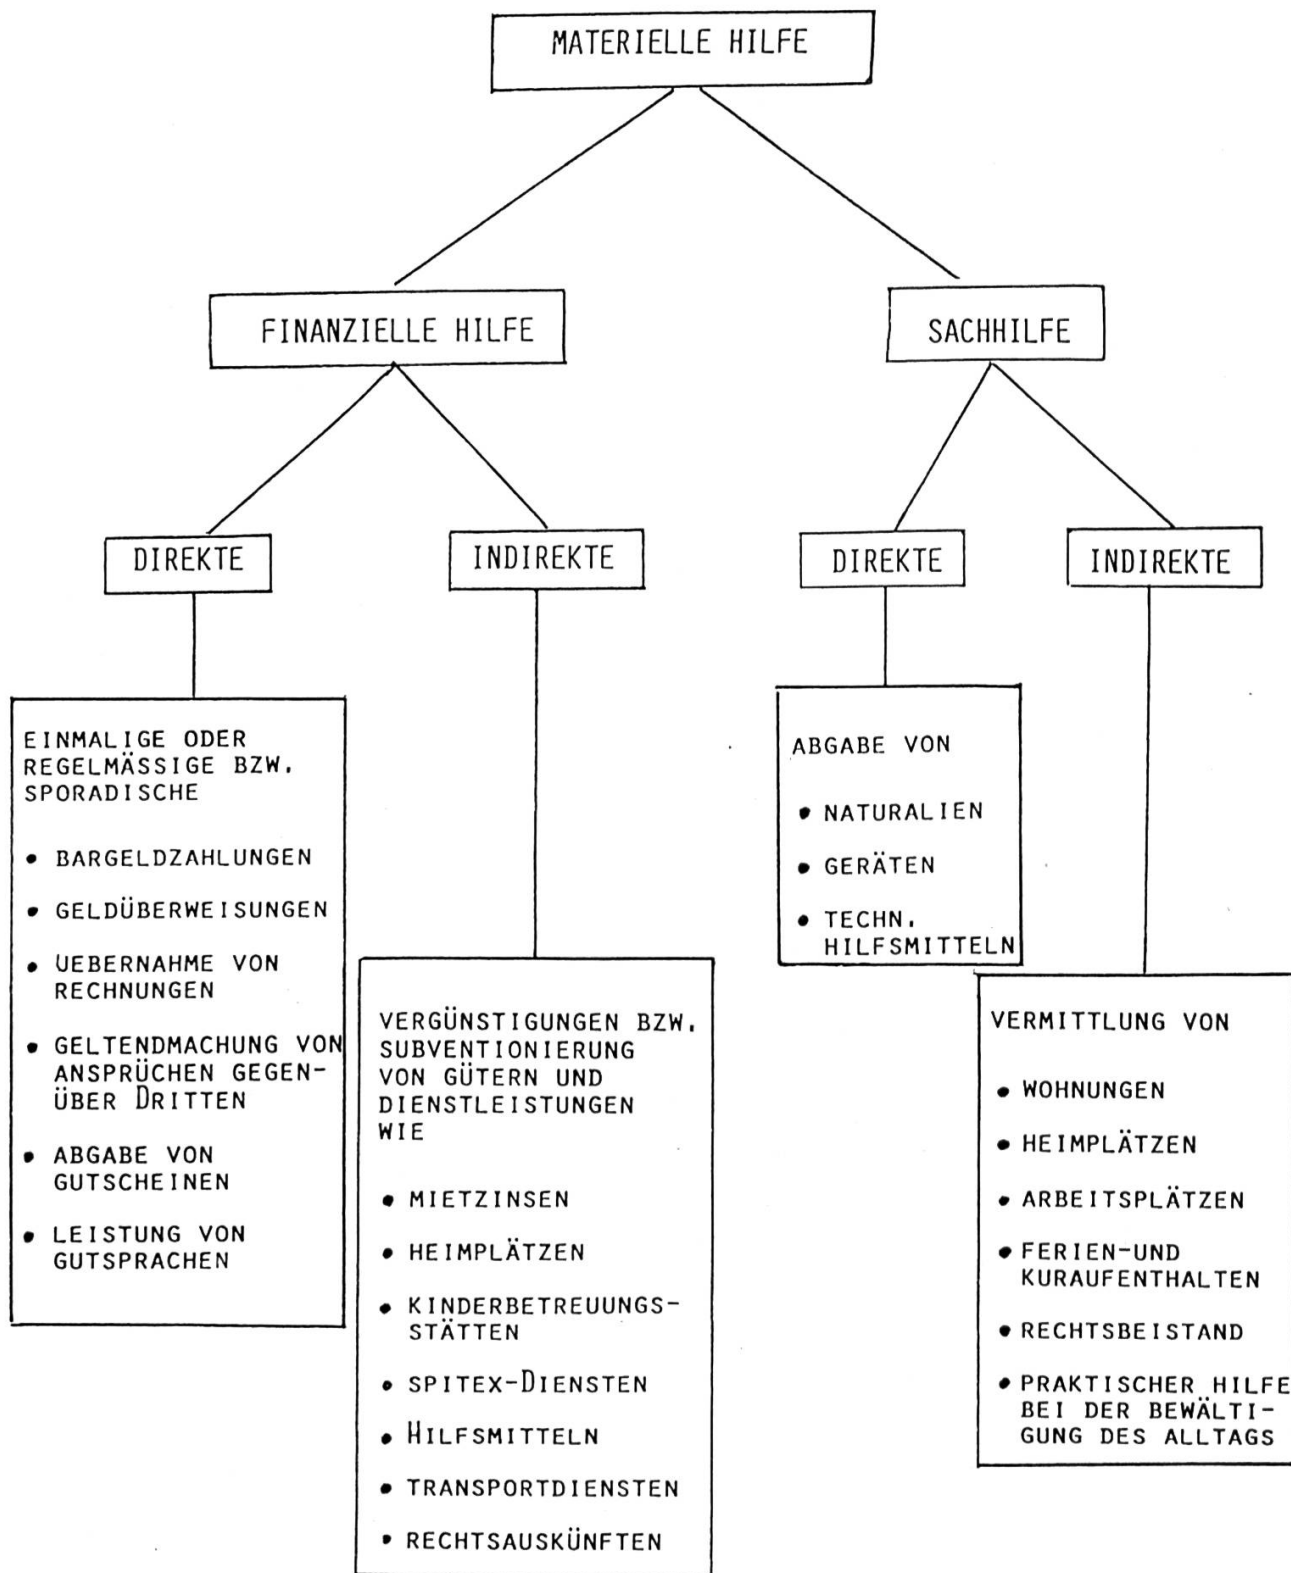 MATERIELLE HILFE
FINANZIELLE HILFE
SACHHILFE
DIREKTE
INDIREKTE
DIREKTE
INDIREKTE
EINMALIGE ODER
REGELMÄSSIGE BZW.
SPORADISCHE
• BARGELDZAHLUNGEN
• GELDÜBERWEISUNGEN
• UEBERNAHME VON
RECHNUNGEN
• GELTENDMACHUNG VON
ANSPRÜCHEN GEGEN-
ÜBER DRITTEN
• ABGABE VON
GUTSCHEINEN
• LEISTUNG VON
GUTSPRACHEN
VERGÜNSTIGUNGEN BZW.
SUBVENTIONIERUNG
VON GÜTERN UND
DIENSTLEISTUNGEN
WIE
• MIETZINSEN
• HEIMPLÄTZEN
• KINDERBETREUUNGS-
STÄTTEN
• SPITEX-DIENSTEN
• HILFSMITTELN
• TRANSPORTDIENSTEN
• RECHTSAUSKÜNFTEN
ABGABE VON
• NATURALIEN
• GERÄTEN
• TECHN.
HILFSMITTELN
VERMITTLUNG VON
• WOHNUNGEN
• HEIMPLÄTZEN
• ARBEITSPLÄTZEN
• FERIEN-UND
KURAUFENTHALTEN
• RECHTSBEISTAND
• PRAKTISCHER HILFE
BEI DER BEWÄLTI-
GUNG DES ALLTAGS